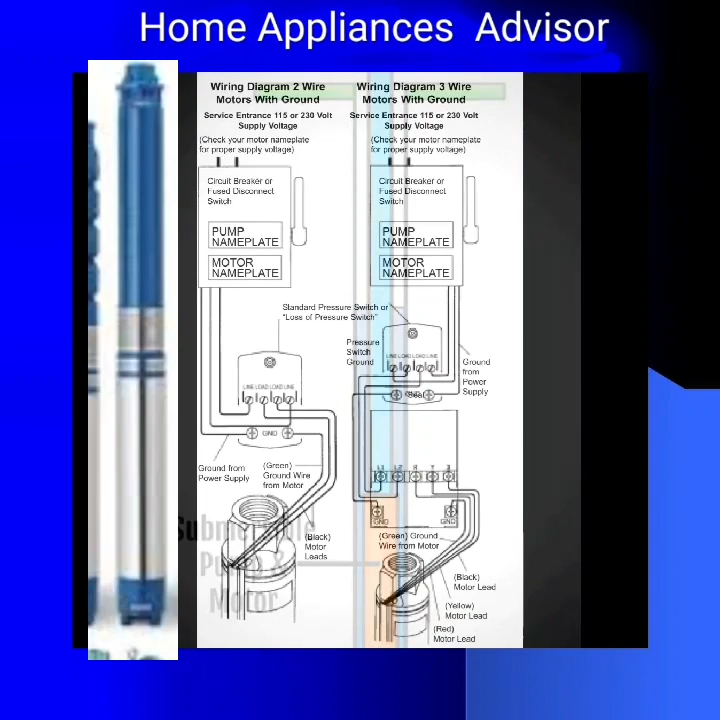 Home Appliances Advisor
Wiring Diagram 2 Wire
Motors With Ground
Service Entrance 115 or 230 Volt
Supply Voltage
(Check your motor nameplate
for proper supply voltage)
Circuit Breaker or
Fused Disconnect
Switch
PUMP
NAMEPLATE
MOTOR
NAMEPLATE
Wiring Diagram 3 Wire
Motors With Ground
Service Entrance 115 or 230 Volt
Supply Voltage
(Check your motor nameplate
for proper supply voltage)
Circuit Breaker or
Fused Disconnect
Switch
PUMP
NAMEPLATE
MOTOR
NAMEPLATE
Standard Pressure Switch or
"Loss of Pressure Switch"
Pressure
Switch
Ground
LINE LOAD LOAD LINE
GND
Ground from
Power Supply
(Green)
Ground Wire
from Motor
(Black)
Motor
Leads
LINE LOAD LOAD LINE
Ground
from
Power
Supply
Seal
L1 L2 R Y B
GND
GND
(Green) Ground
Wire from Motor
(Black)
Motor Lead
(Yellow)
Motor Lead
(Red)
Motor Lead
Submersible
Pump &
Motor